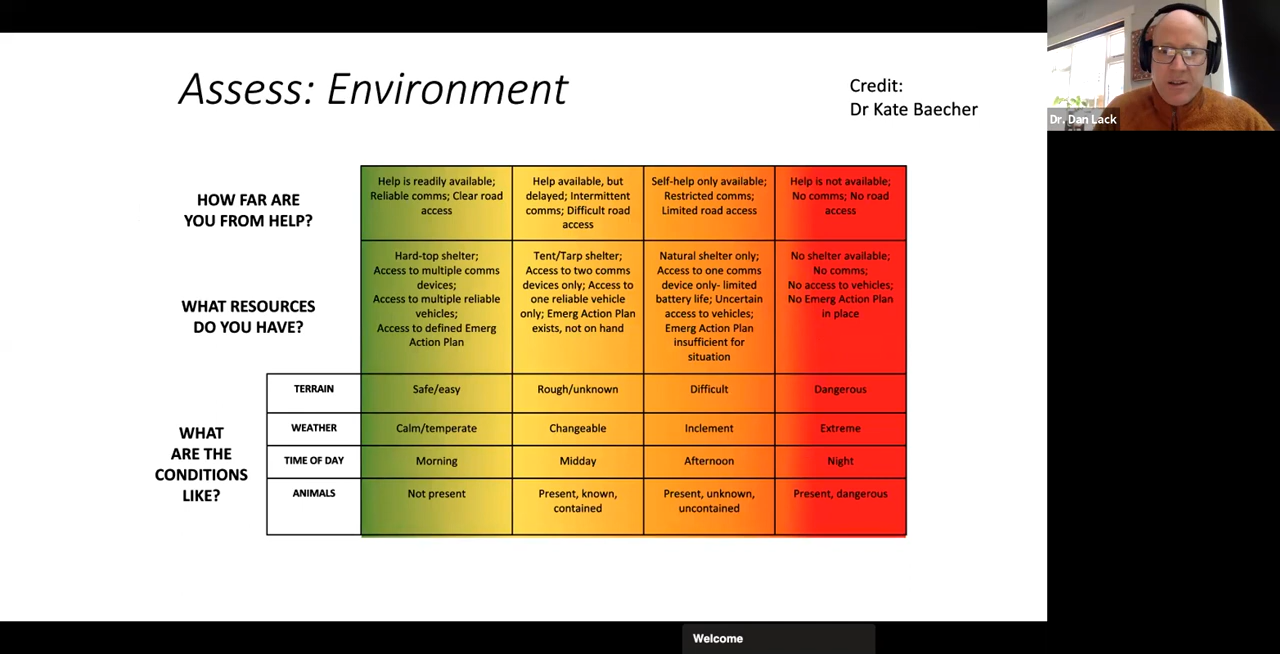 Assess: Environment
Credit:
Dr Kate Baecher
Dr. Dan Lack
HOW FAR ARE
YOU FROM HELP?
Help is readily available;
Reliable comms; Clear road
access
Help available, but
delayed; Intermittent
comms; Difficult road
access
Self-help only available;
Restricted comms;
Limited road access
Help is not available;
No comms; No road
access
WHAT RESOURCES
DO YOU HAVE?
Hard-top shelter;
Access to multiple comms
devices;
Access to multiple reliable
vehicles;
Access to defined Emerg
Action Plan
Tent/Tarp shelter;
Access to two comms
devices only; Access to
one reliable vehicle
only; Emerg Action Plan
exists, not on hand
Natural shelter only;
Access to one comms
device only- limited
battery life; Uncertain
access to vehicles;
Emerg Action Plan
insufficient for
situation
No shelter available;
No comms;
No access to vehicles;
No Emerg Action Plan
in place
WHAT
ARE THE
CONDITIONS
LIKE?
TERRAIN
Safe/easy
Rough/unknown
Difficult
Dangerous
WEATHER
Calm/temperate
Changeable
Inclement
Extreme
TIME OF DAY
Morning
Midday
Afternoon
Night
ANIMALS
Not present
Present, known,
contained
Present, unknown,
uncontained
Present, dangerous
Welcome